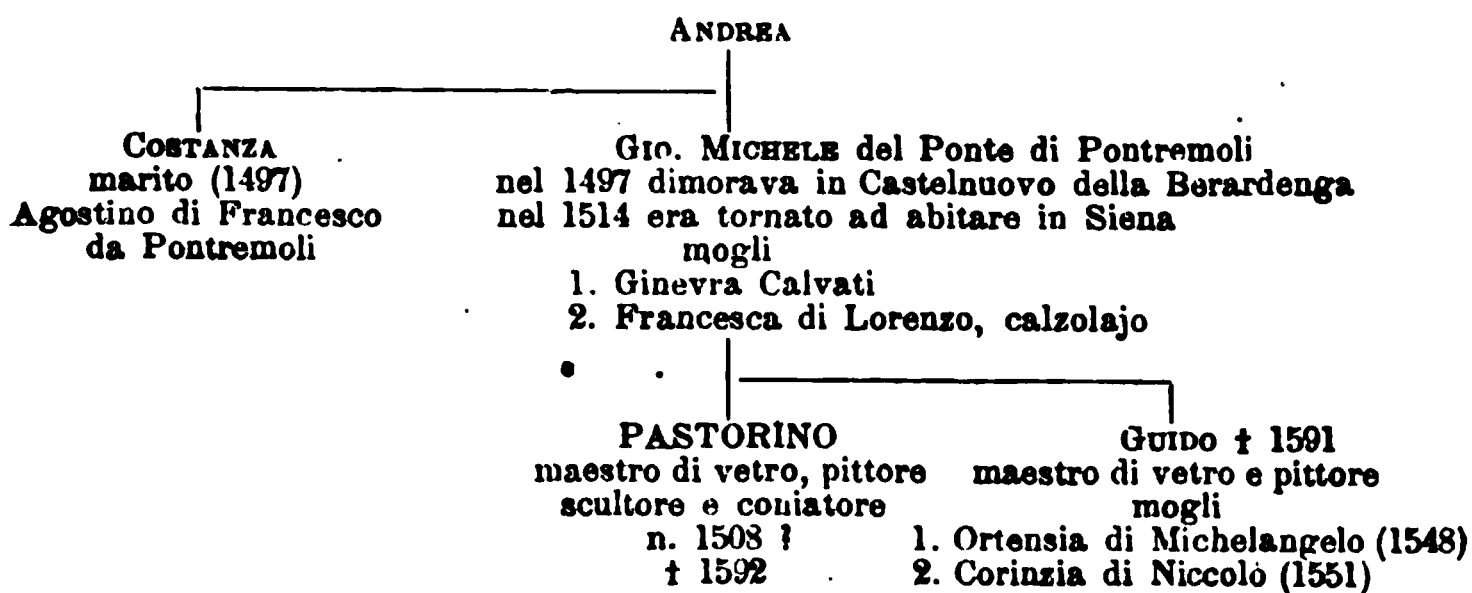 ANDREA
COSTANZA
marito (1497)
Agostino di Francesco
da Pontremoli
GIO. MICHELE del Ponte di Pontremoli
nel 1497 dimorava in Castelnuovo della Berardenga
nel 1514 era tornato ad abitare in Siena
mogli
1. Ginevra Calvati
2. Francesca di Lorenzo, calzolajo
PASTORINO
maestro di vetro, pittore
scultore e coniatore
n. 1508 ?
† 1592
GUIDO † 1591
maestro di vetro e pittore
mogli
1. Ortensia di Michelangelo (1548)
2. Corinzia di Niccolò (1551)